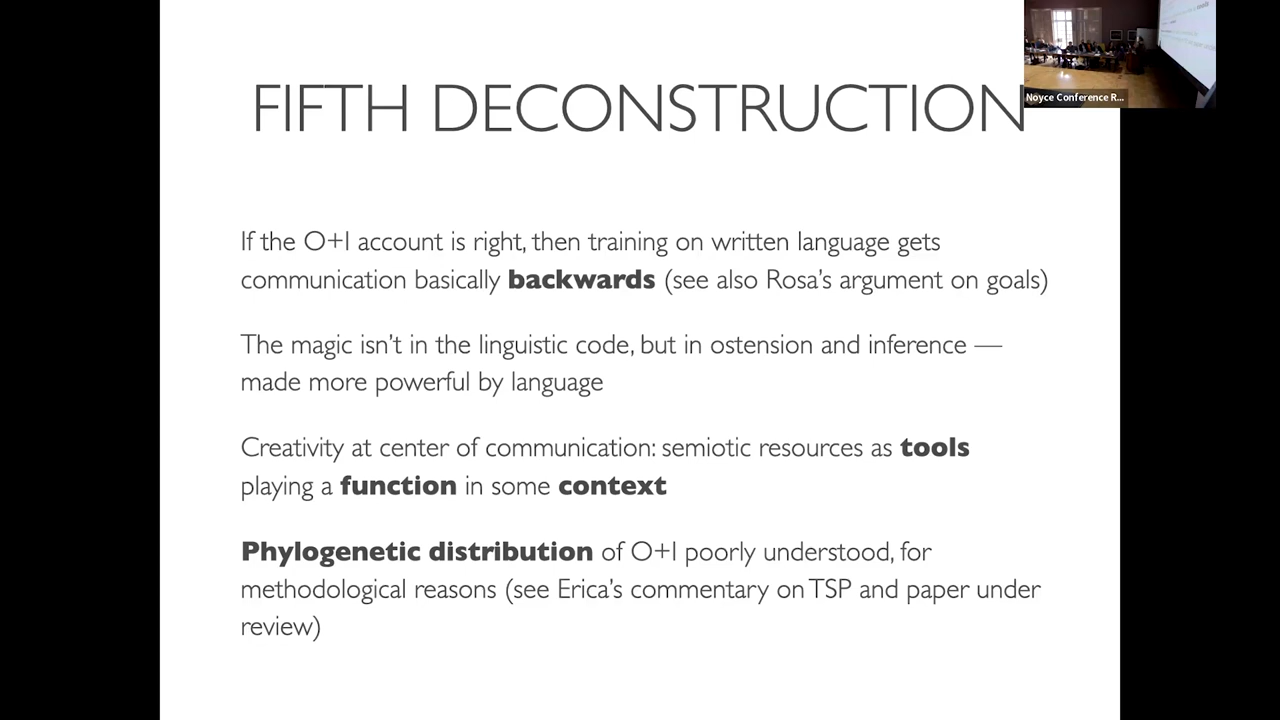 FIFTH DECONSTRUCTION
Noyce Conference R...
If the O+I account is right, then training on written language gets
communication basically backwards (see also Rosa's argument on goals)
The magic isn't in the linguistic code, but in ostension and inference —
made more powerful by language
Creativity at center of communication: semiotic resources as tools
playing a function in some context
Phylogenetic distribution of O+I poorly understood, for
methodological reasons (see Erica's commentary on TSP and paper under
review)